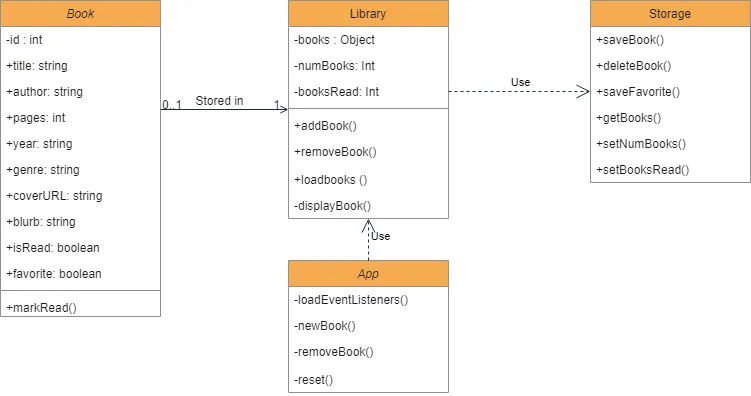 Book
-id : int
+title: string
+author: string
+pages: int
+year: string
+genre: string
+coverURL: string
+blurb: string
+isRead: boolean
+favorite: boolean
+markRead()
0..1
Stored in
1
Library
-books : Object
-numBooks: Int
-booksRead: Int
+addBook()
+removeBook()
+loadbooks ()
-displayBook()
Use
Storage
+saveBook()
+deleteBook()
+saveFavorite()
+getBooks()
+setNumBooks()
+setBooksRead()
Use
App
-loadEventListeners()
-newBook()
-removeBook()
-reset()